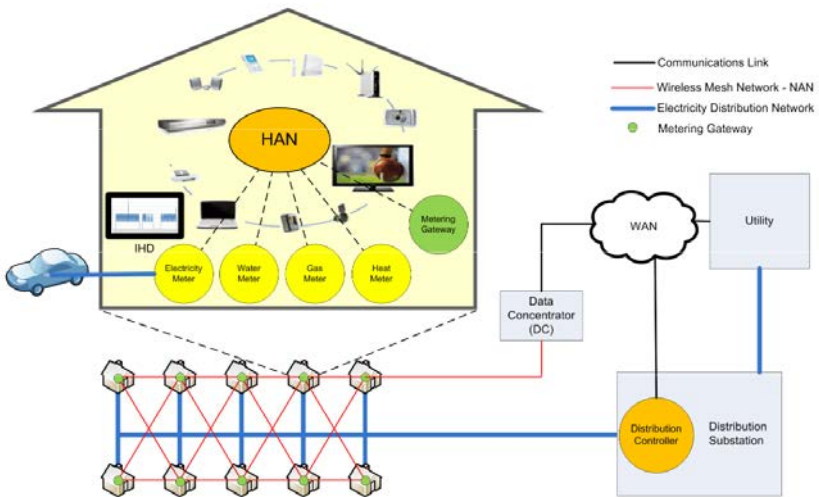 Communications Link
Wireless Mesh Network - NAN
Electricity Distribution Network
Metering Gateway
HAN
IHD
Metering
Gateway
Electricity
Meter
Water
Meter
Gas
Meter
Heat
Meter
WAN
Utility
Data
Concentrator
(DC)
Distribution
Controller
Distribution
Substation